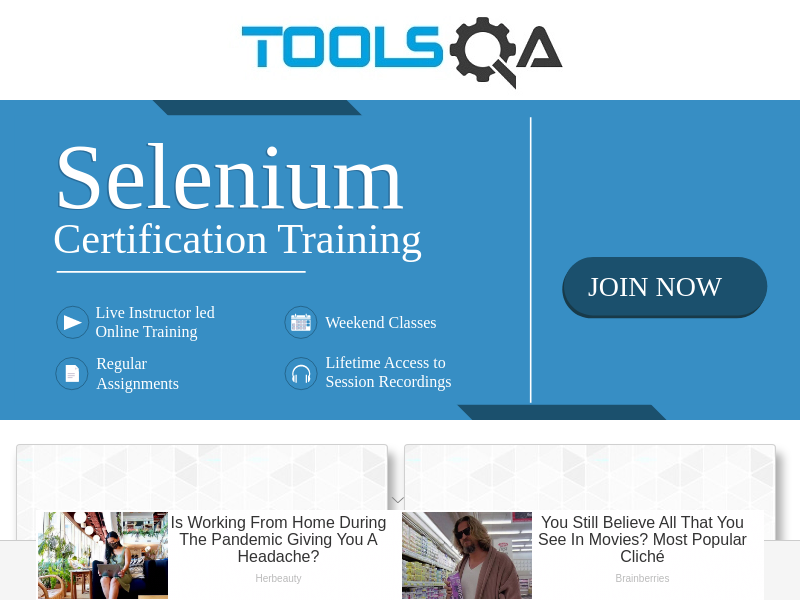 TOOLSQA
Selenium
Certification Training
JOIN NOW
Live Instructor led
Online Training
Weekend Classes
Regular
Assignments
Lifetime Access to
Session Recordings
Is Working From Home During
The Pandemic Giving You A
Headache?
Herbeauty
You Still Believe All That You
See In Movies? Most Popular
Cliché
Brainberries